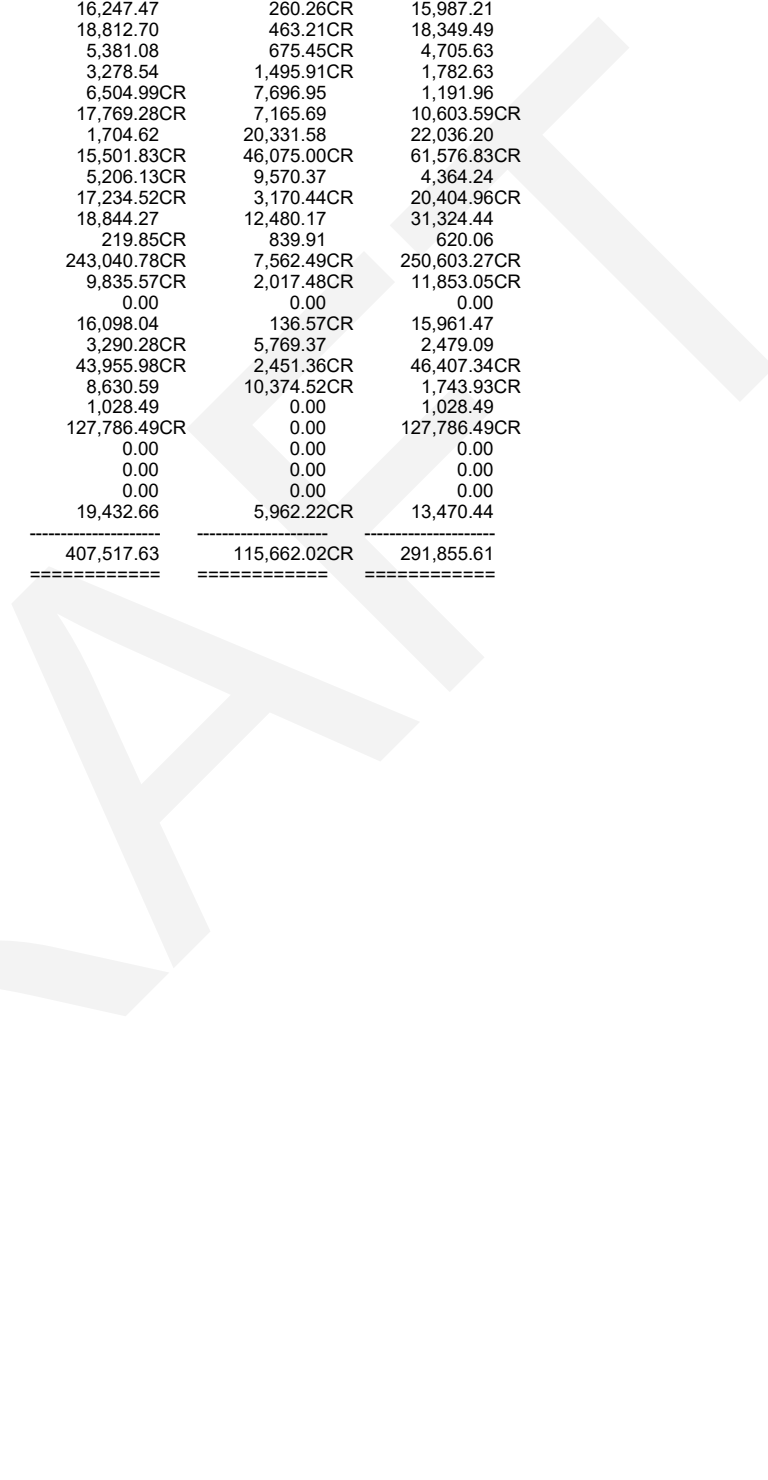 16,247.47 260.26CR 15,987.21
18,812.70 463.21CR 18,349.49
5,381.08 675.45CR 4,705.63
3,278.54 1,495.91CR 1,782.63
6,504.99CR 7,696.95 1,191.96
17,769.28CR 7,165.69 10,603.59CR
1,704.62 20,331.58 22,036.20
15,501.83CR 46,075.00CR 61,576.83CR
5,206.13CR 9,570.37 4,364.24
17,234.52CR 3,170.44CR 20,404.96CR
18,844.27 12,480.17 31,324.44
219.85CR 839.91 620.06
243,040.78CR 7,562.49CR 250,603.27CR
9,835.57CR 2,017.48CR 11,853.05CR
0.00 0.00 0.00
16,098.04 136.57CR 15,961.47
3,290.28CR 5,769.37 2,479.09
43,955.98CR 2,451.36CR 46,407.34CR
8,630.59 10,374.52CR 1,743.93CR
1,028.49 0.00 1,028.49
127,786.49CR 0.00 127,786.49CR
0.00 0.00 0.00
0.00 0.00 0.00
0.00 0.00 0.00
19,432.66 5,962.22CR 13,470.44
--------------------- --------------------- ---------------------
407,517.63 115,662.02CR 291,855.61
============ ============ ============